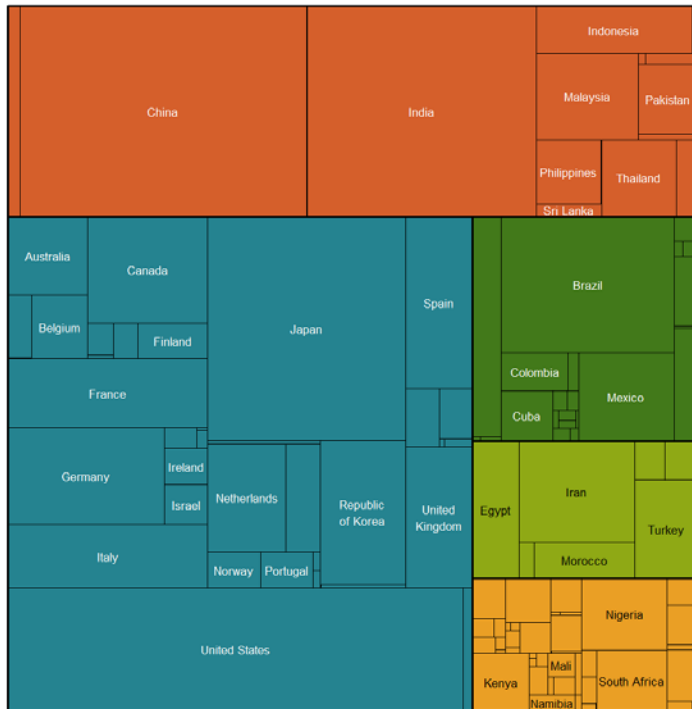 Indonesia
China
India
Malaysia
Pakistan
Philippines
Thailand
Sri Lanka
Australia
Canada
Spain
Brazil
Japan
Belgium
Finland
Colombia
France
Mexico
Cuba
Germany
Ireland
Netherlands
Republic
of Korea
United
Kingdom
Israel
Egypt
Iran
Turkey
Italy
Morocco
Norway
Portugal
Nigeria
United States
Mali
Kenya
South Africa
Namibia